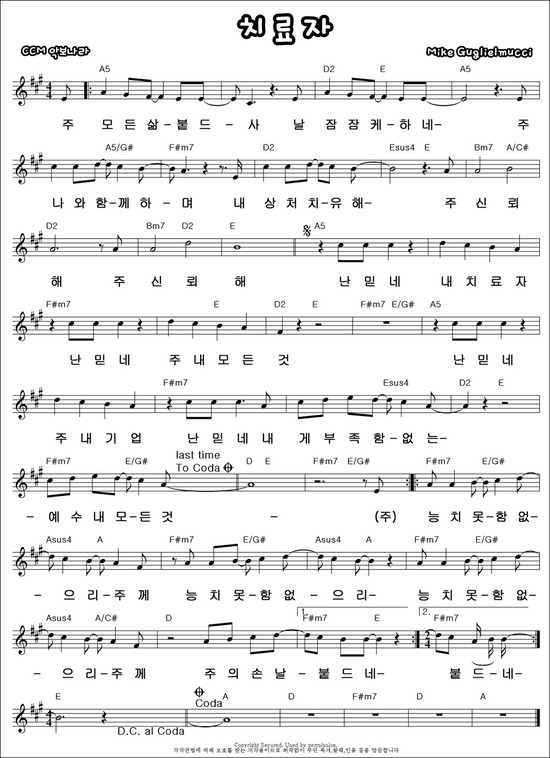 치료자
CCM 악보나라 Mike Guglielmucci
A5 D2 E E A5
주 모든삶-붙드-사 날 잠잠케-하네- 주
A5/G# F#m7 D2 Esus4 E Bm7 A/C#
나와함-께하-며 내 상처치-유해- 주신뢰
D2 Bm7 D2 E A5
해 주신뢰 해 난믿네 내치료자
F#m7 E D2 E F#m7 E/G# A5
난믿네 주내모든 것 난믿네
F#m7 Esus4 D2 E
주내기업 난믿네내게부족함-없는-
last time
To Coda
F#m7 E/G# F#m7 D E F#m7 E/G# F#m7 E/G#
-예수내모-든것 - (주) 능치못-함없-
Asus4 A F#m7 E/G# Asus4 A F#m7 E/G#
-으리-주께 능치못-함없-으리- 능치못-함없-
Asus4 A/C# D 1. F#m7 2. F#m7
-으리-주께 주의손날-붙드네- 붙드네-
E Coda A D F#m7 D A
D.C. al Coda
Copyright Secured. Used by permission.
저작권법에 의해 보호를 받는 저작물이므로 허락없이 무단 복제,발췌,인용 등을 일금합니다